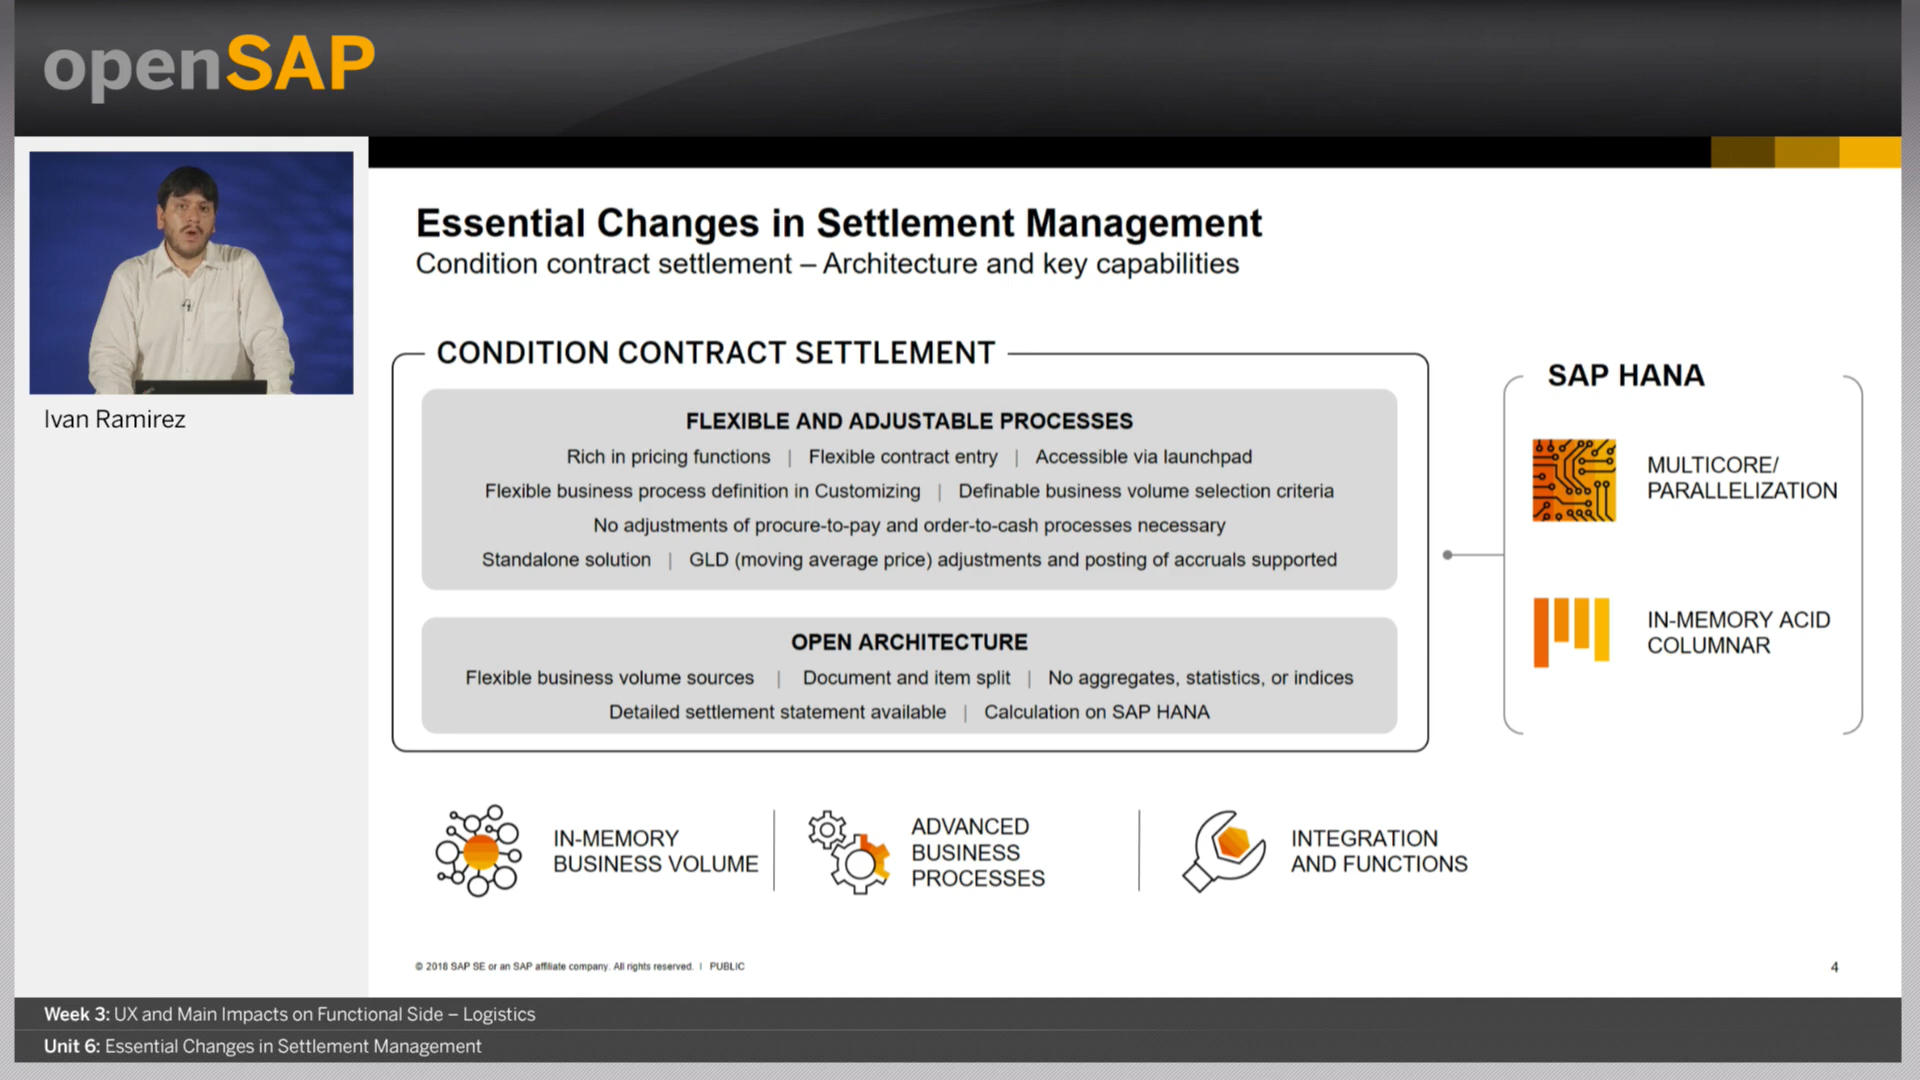 openSAP
Ivan Ramirez
Essential Changes in Settlement Management
Condition contract settlement – Architecture and key capabilities
CONDITION CONTRACT SETTLEMENT
FLEXIBLE AND ADJUSTABLE PROCESSES
Rich in pricing functions | Flexible contract entry | Accessible via launchpad
Flexible business process definition in Customizing | Definable business volume selection criteria
No adjustments of procure-to-pay and order-to-cash processes necessary
Standalone solution | GLD (moving average price) adjustments and posting of accruals supported
OPEN ARCHITECTURE
Flexible business volume sources | Document and item split | No aggregates, statistics, or indices
Detailed settlement statement available | Calculation on SAP HANA
SAP HANA
MULTICORE/
PARALLELIZATION
IN-MEMORY ACID
COLUMNAR
IN-MEMORY
BUSINESS VOLUME
ADVANCED
BUSINESS
PROCESSES
INTEGRATION
AND FUNCTIONS
© 2018 SAP SE or an SAP affiliate company. All rights reserved. | PUBLIC
4
Week 3: UX and Main Impacts on Functional Side – Logistics
Unit 6: Essential Changes in Settlement Management